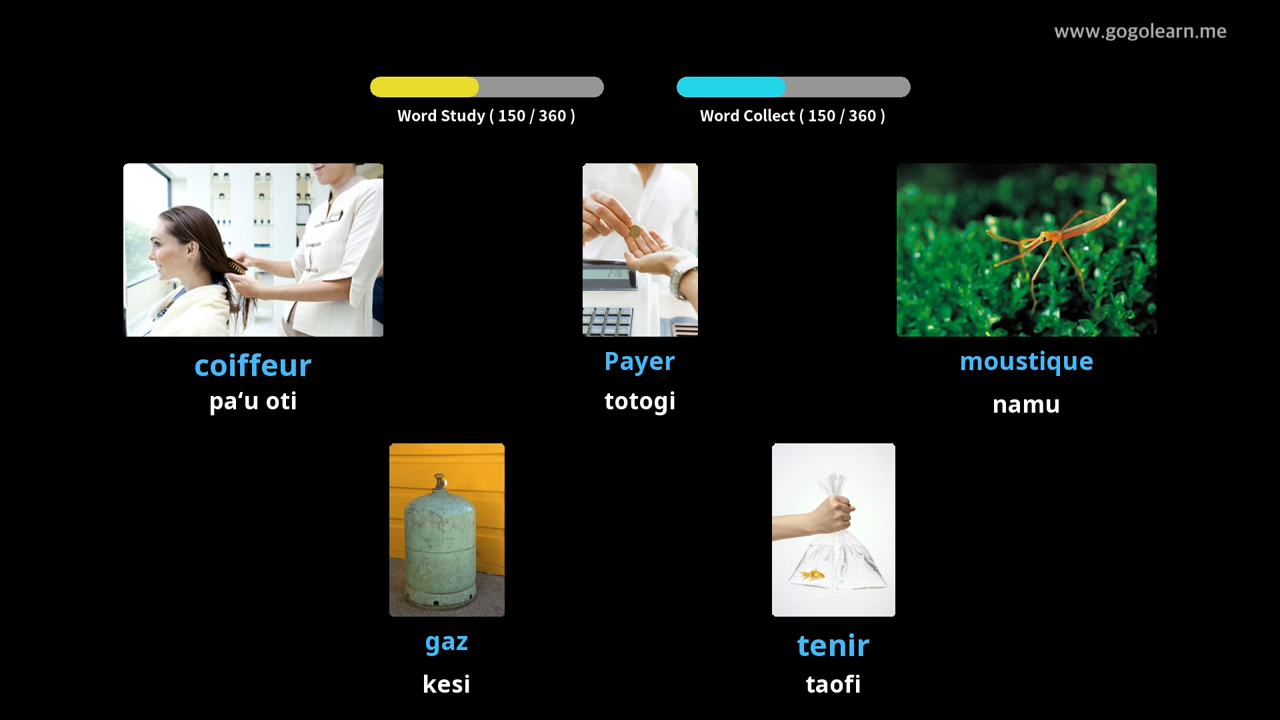 www.gogolearn.me
Word Study ( 150 / 360 )
Word Collect ( 150 / 360 )
coiffeur
pa‘u oti
Payer
totogi
moustique
namu
gaz
kesi
tenir
taofi